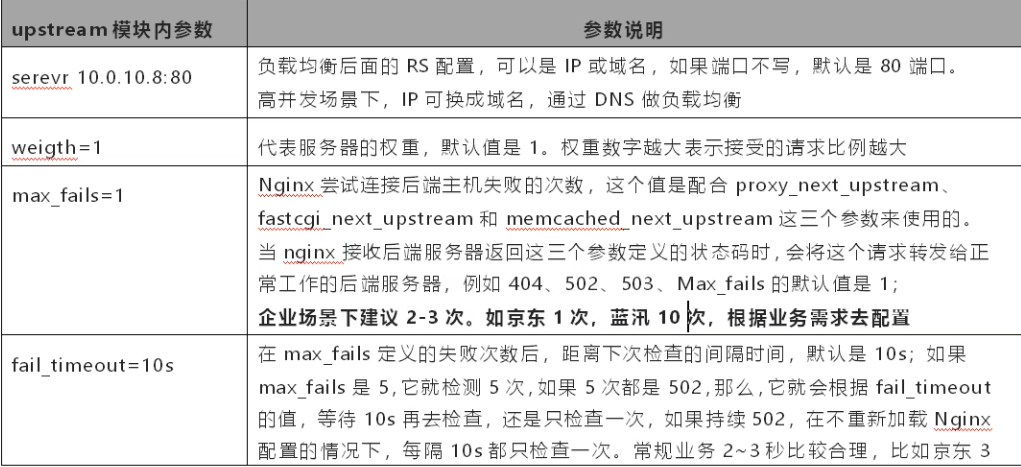 upstream 模块内参数
参数说明
serevr 10.0.10.8:80
负载均衡后面的 RS 配置，可以是 IP 或域名，如果端口不写，默认是 80 端口。
高并发场景下，IP 可换成域名，通过 DNS 做负载均衡
weigth=1
代表服务器的权重，默认值是 1。权重数字越大表示接受的请求比例越大
max_fails=1
Nginx 尝试连接后端主机失败的次数，这个值是配合 proxy_next_upstream、
fastcgi_next_upstream 和 memcached_next_upstream 这三个参数来使用的。
当 nginx 接收后端服务器返回这三个参数定义的状态码时，会将这个请求转发给正
常工作的后端服务器，例如 404、502、503、Max_fails 的默认值是 1；
企业场景下建议 2-3 次。如京东 1 次，蓝汛 10 次，根据业务需求去配置
fail_timeout=10s
在 max_fails 定义的失败次数后，距离下次检查的间隔时间，默认是 10s；如果
max_fails 是 5,它就检测 5 次,如果 5 次都是 502,那么,它就会根据 fail_timeout
的值，等待 10s 再去检查，还是只检查一次，如果持续 502，在不重新加载 Nginx
配置的情况下，每隔 10s 都只检查一次。常规业务 2~3 秒比较合理，比如京东 3